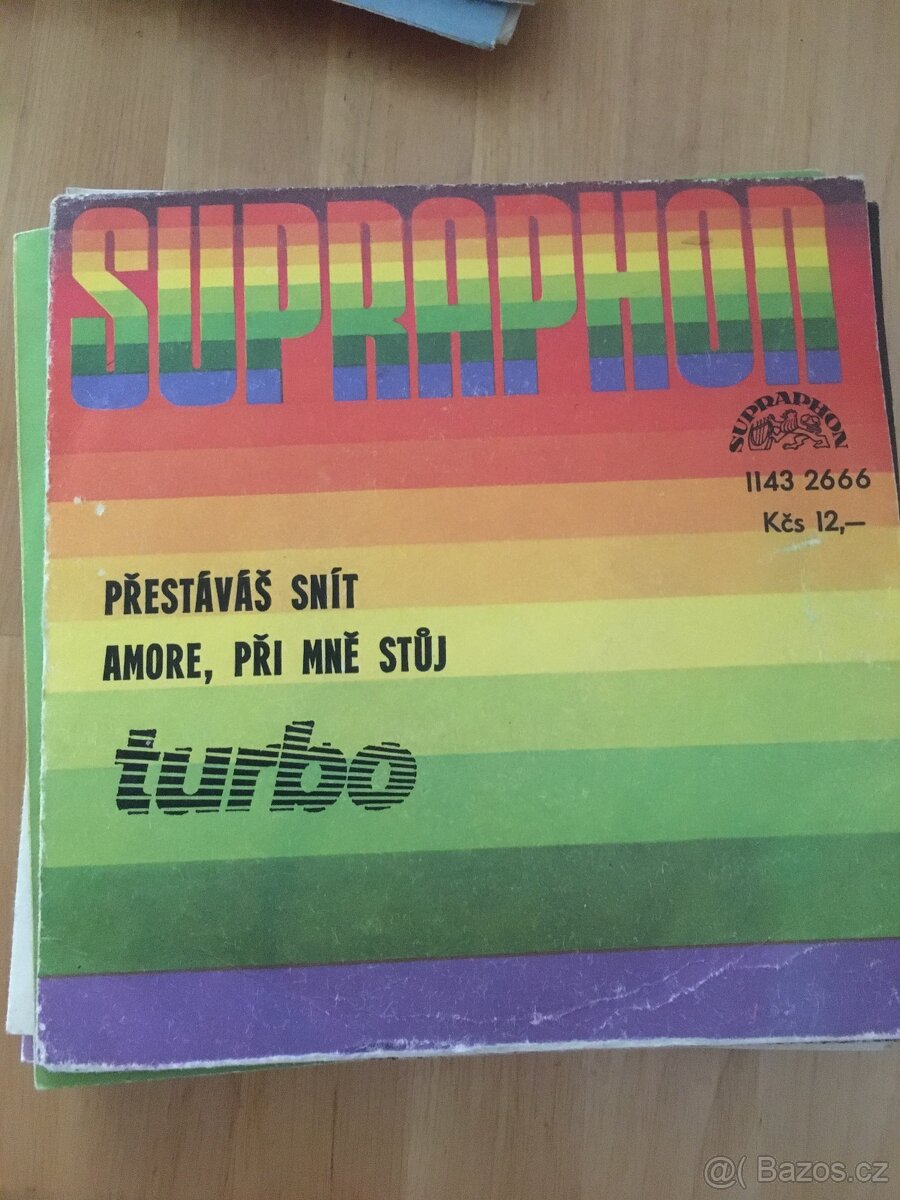 SUPRAPHON
SUPRAPHON
1143 2666
Kčs 12,—
PŘESTÁVÁŠ SNÍT
AMORE, PŘI MNĚ STŮJ
turbo
@( Bazos.cz